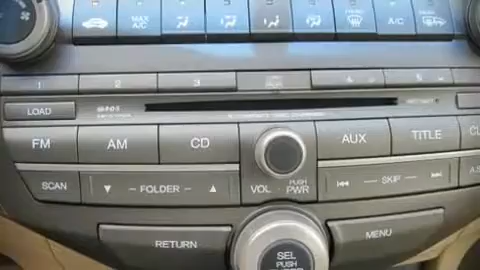 MAX
A/C A/C
1 2 3 4 5
LOAD
FM AM CD AUX TITLE
SCAN ▼ – FOLDER – ▲ VOL PUSH PWR |◀◀ – SKIP – ▶▶|
RETURN MENU
SEL
PUSH